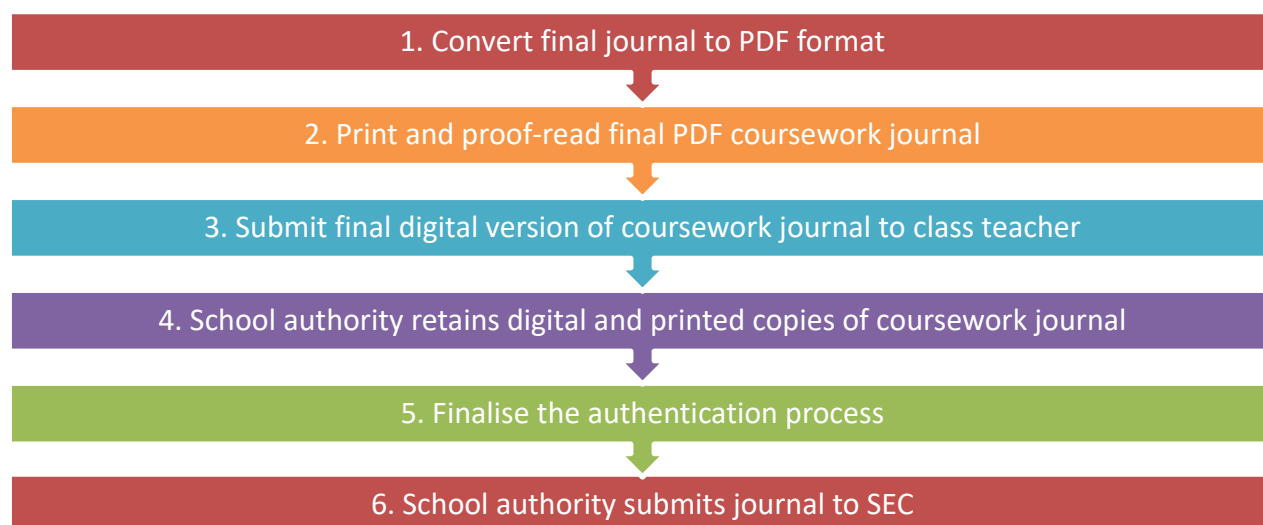 1. Convert final journal to PDF format
2. Print and proof-read final PDF coursework journal
3. Submit final digital version of coursework journal to class teacher
4. School authority retains digital and printed copies of coursework journal
5. Finalise the authentication process
6. School authority submits journal to SEC